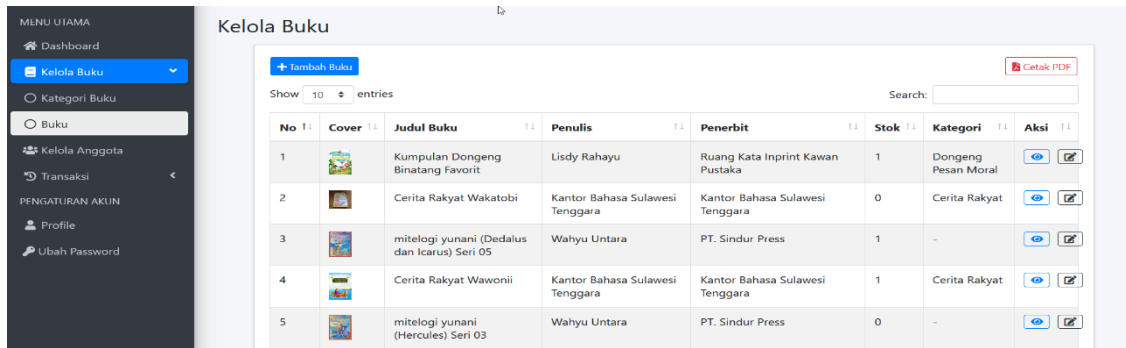 MENU UTAMA
Dashboard
Kelola Buku
Kategori Buku
Buku
Kelola Anggota
Transaksi
PENGATURAN AKUN
Profile
Ubah Password
Kelola Buku
Tambah Buku
Cetak PDF
Show 10 entries
Search:
No Cover Judul Buku Penulis Penerbit Stok Kategori Aksi
1 Kumpulan Dongeng Lisdy Rahayu Ruang Kata Inprint Kawan 1 Dongeng
Binatang Favorit Pustaka Pesan Moral
2 Cerita Rakyat Wakatobi Kantor Bahasa Sulawesi Kantor Bahasa Sulawesi 0 Cerita Rakyat
Tenggara Tenggara
3 mitelogi yunani (Dedalus Wahyu Untara PT. Sindur Press 1 -
dan Icarus) Seri 05
4 Cerita Rakyat Wawonii Kantor Bahasa Sulawesi Kantor Bahasa Sulawesi 1 Cerita Rakyat
Tenggara Tenggara
5 mitelogi yunani Wahyu Untara PT. Sindur Press 0 -
(Hercules) Seri 03